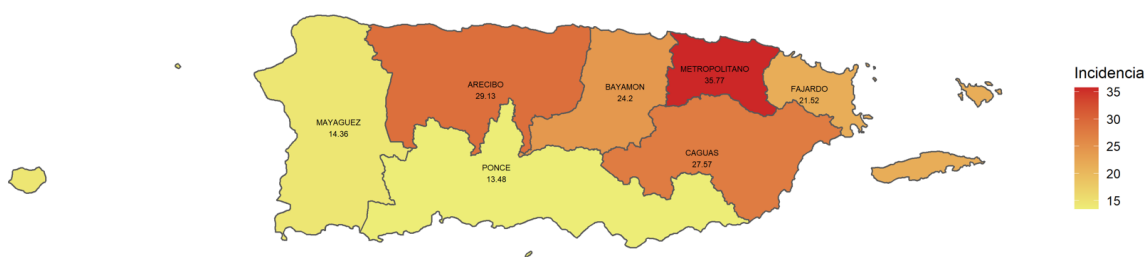 METROPOLITANO
35.77
ARECIBO
29.13
BAYAMON
24.2
FAJARDO
21.52
MAYAGUEZ
14.36
CAGUAS
27.57
PONCE
13.48
Incidencia
35
30
25
20
15